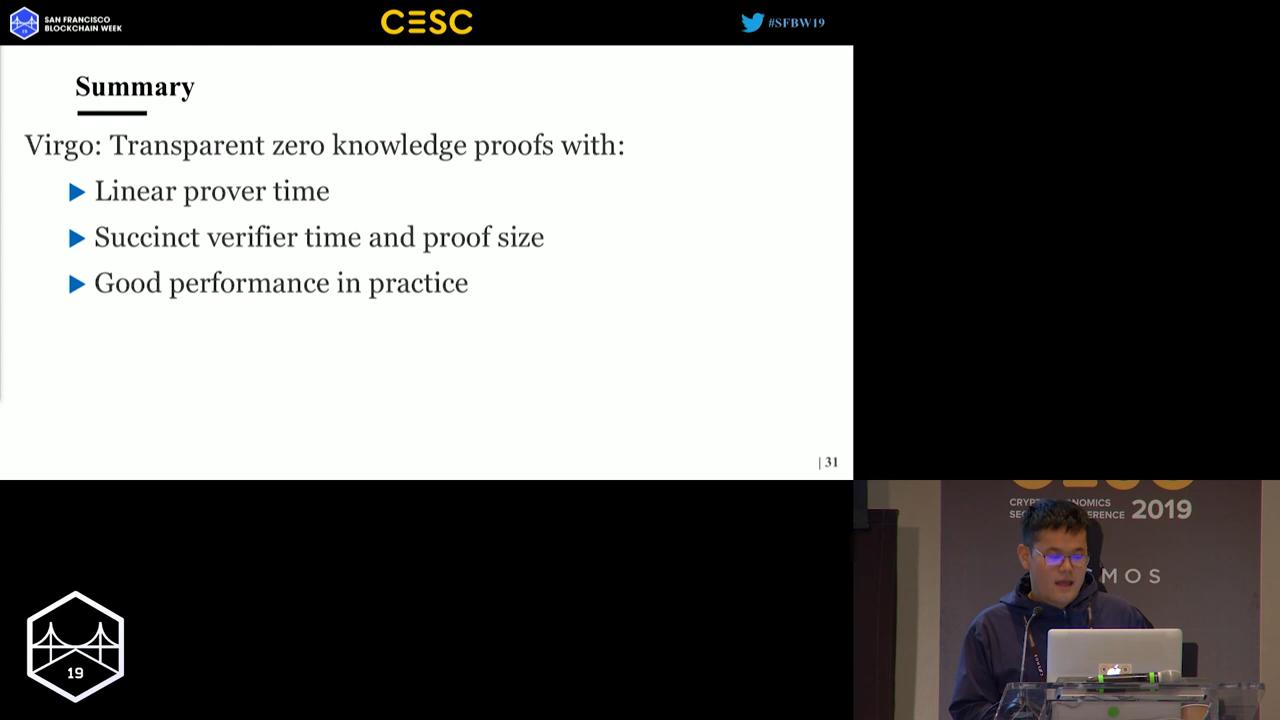 SAN FRANCISCO
BLOCKCHAIN WEEK
19
CESC
#SFBW19
Summary
Virgo: Transparent zero knowledge proofs with:
Linear prover time
Succinct verifier time and proof size
Good performance in practice
| 31
2019
MOS
19